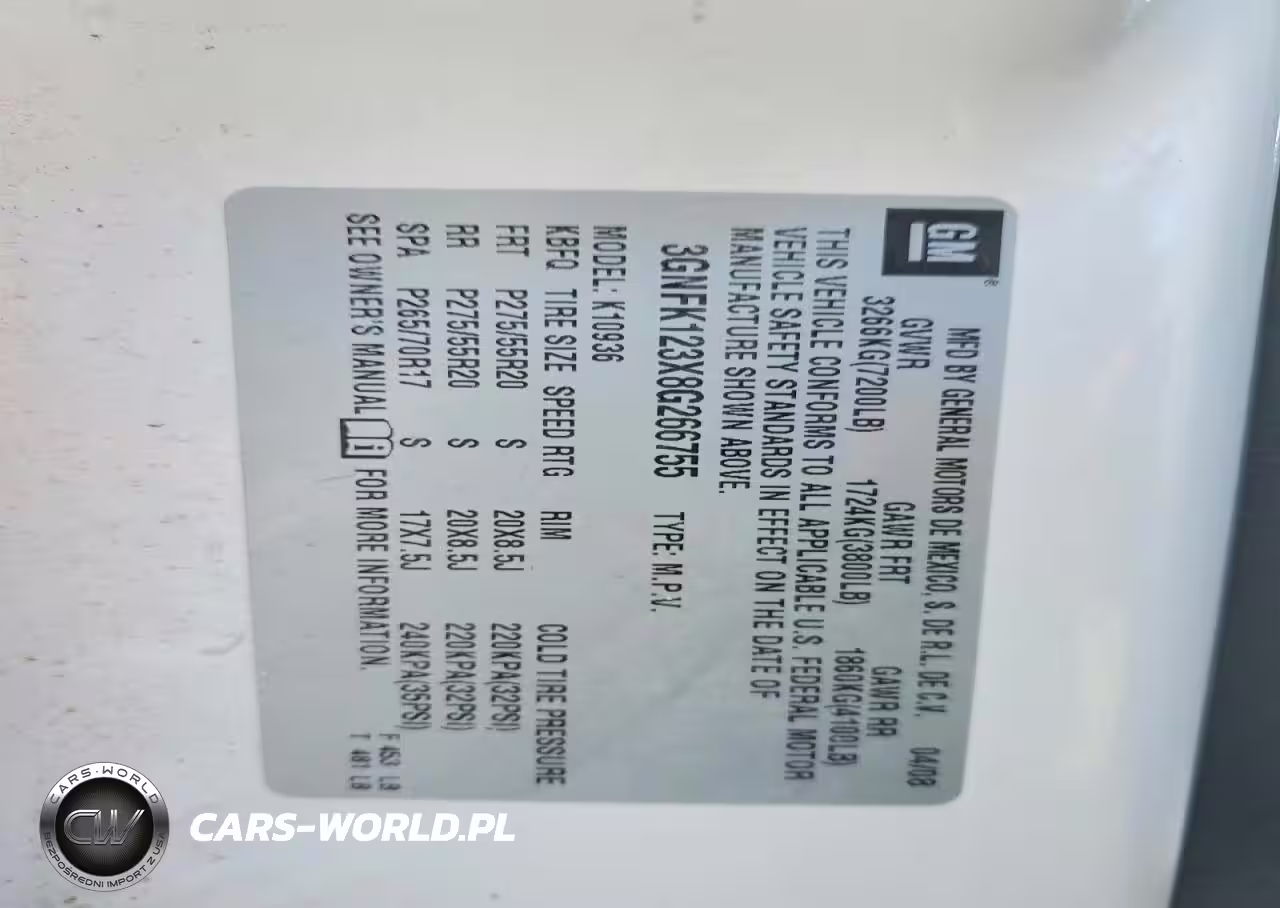 GM
®
MFD BY GENERAL MOTORS DE MEXICO, S. DE R.L. DE C.V. 04/08
GVWR GAWR FRT GAWR RR
3266KG(7200LB) 1724KG(3800LB) 1860KG(4100LB)
THIS VEHICLE CONFORMS TO ALL APPLICABLE U.S. FEDERAL MOTOR
VEHICLE SAFETY STANDARDS IN EFFECT ON THE DATE OF
MANUFACTURE SHOWN ABOVE.
3GNFK123X8G266755 TYPE: M.P.V.
MODEL: K10936
KBFQ TIRE SIZE SPEED RTG RIM COLD TIRE PRESSURE
FRT P275/55R20 S 20X8.5J 220KPA(32PSI)
RR P275/55R20 S 20X8.5J 220KPA(32PSI)
SPA P265/70R17 S 17X7.5J 240KPA(35PSI)
SEE OWNER'S MANUAL i FOR MORE INFORMATION.
F 453 LB
T 481 LB
CARS-WORLD
CW
BEZPOŚREDNI IMPORT Z USA
CARS-WORLD.PL